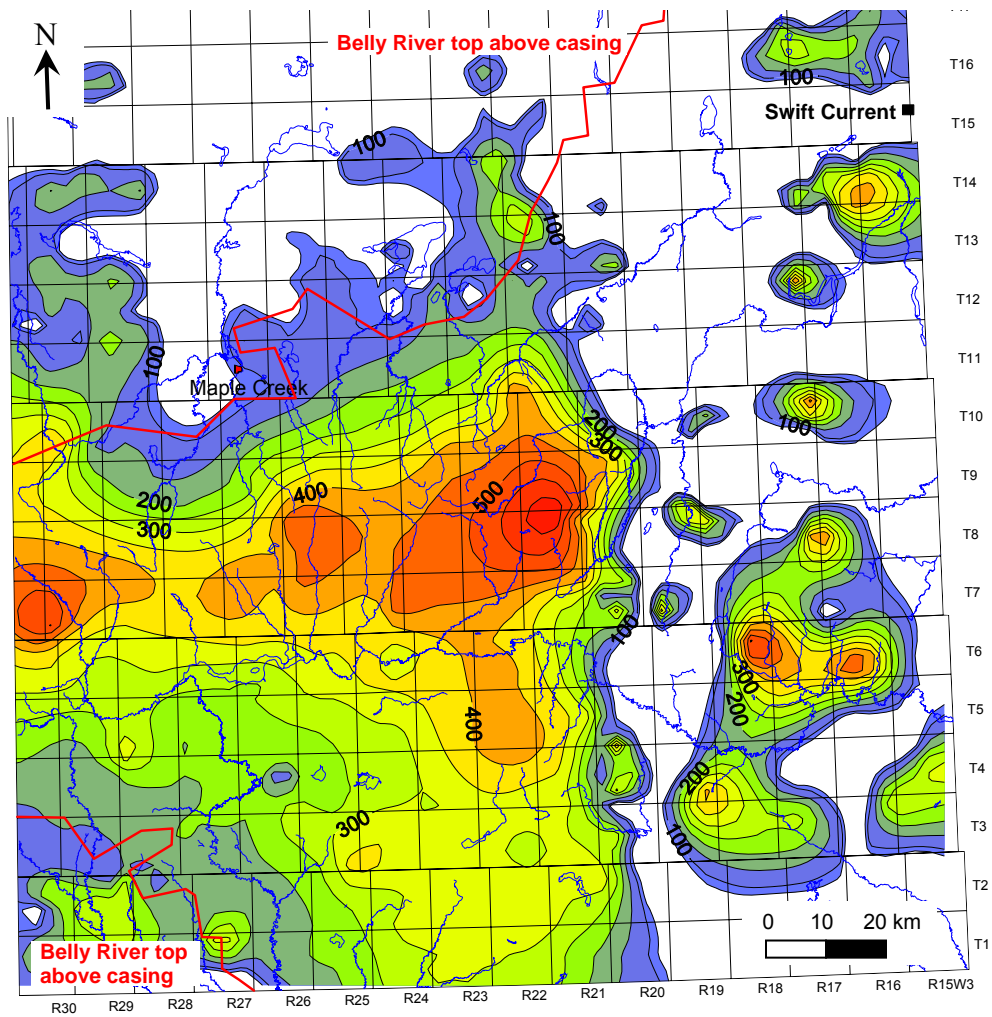 N
Belly River top above casing
T16
100
Swift Current
T15
100
T14
100
T13
T12
100
T11
Maple Creek
200
100
T10
300
T9
400
500
200
300
T8
T7
100
T6
300
200
T5
400
200
T4
300
100
T3
T2
0 10 20 km
T1
Belly River top
above casing
R30 R29 R28 R27 R26 R25 R24 R23 R22 R21 R20 R19 R18 R17 R16 R15W3